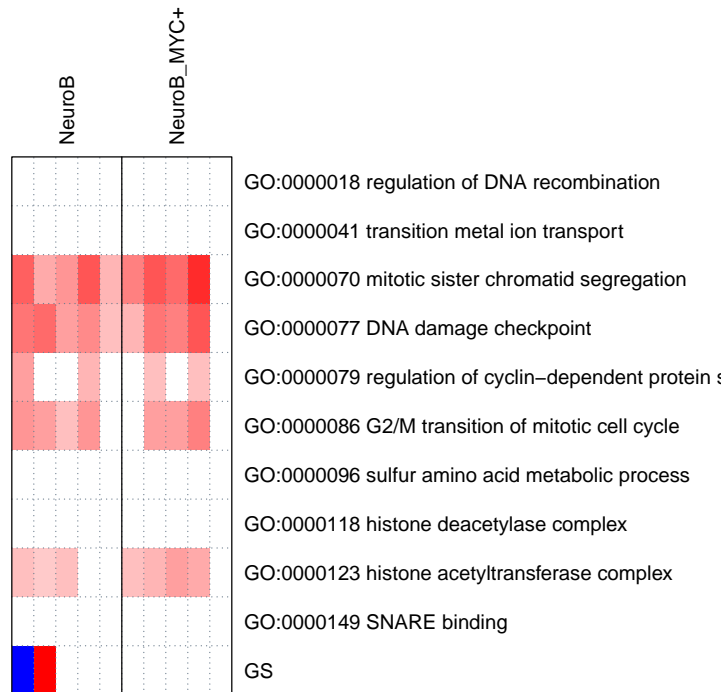 NeuroB
NeuroB_MYC+
GO:0000018 regulation of DNA recombination
GO:0000041 transition metal ion transport
GO:0000070 mitotic sister chromatid segregation
GO:0000077 DNA damage checkpoint
GO:0000079 regulation of cyclin−dependent protein s
GO:0000086 G2/M transition of mitotic cell cycle
GO:0000096 sulfur amino acid metabolic process
GO:0000118 histone deacetylase complex
GO:0000123 histone acetyltransferase complex
GO:0000149 SNARE binding
GS